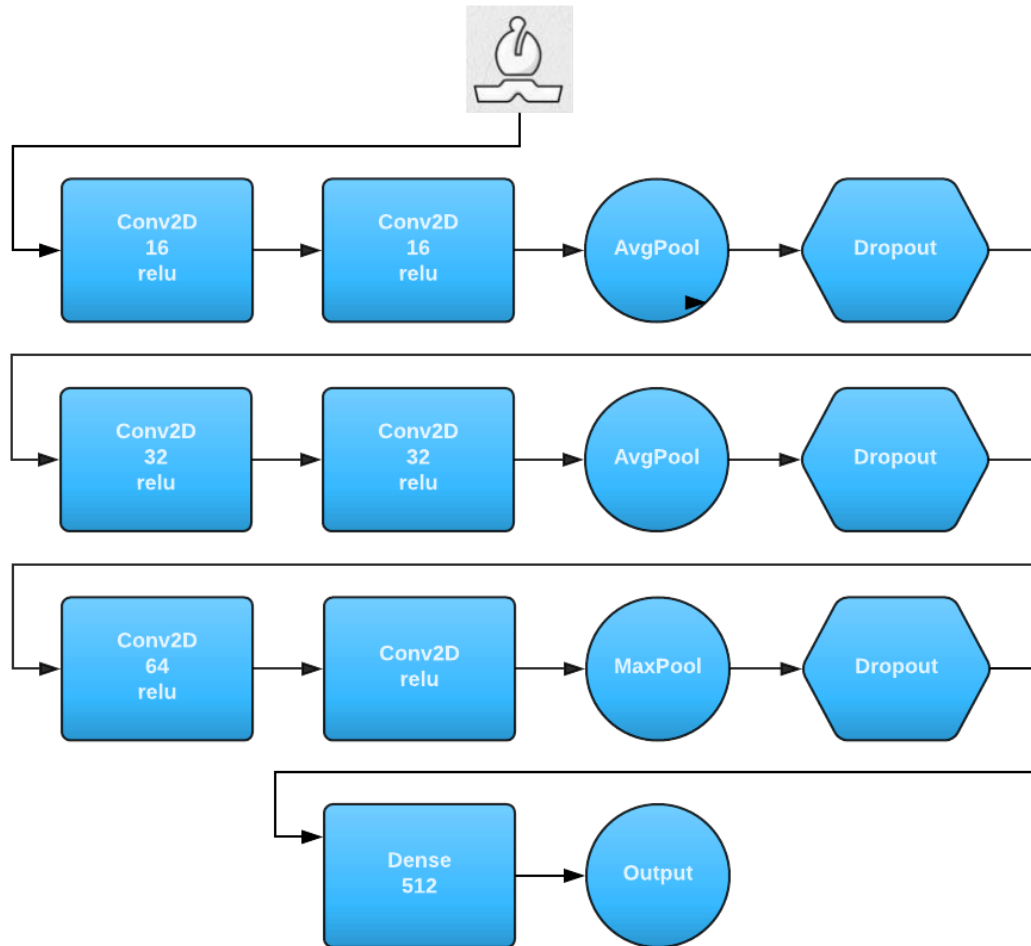 Conv2D
16
relu
Conv2D
16
relu
AvgPool
Dropout
Conv2D
32
relu
Conv2D
32
relu
AvgPool
Dropout
Conv2D
64
relu
Conv2D
relu
MaxPool
Dropout
Dense
512
Output